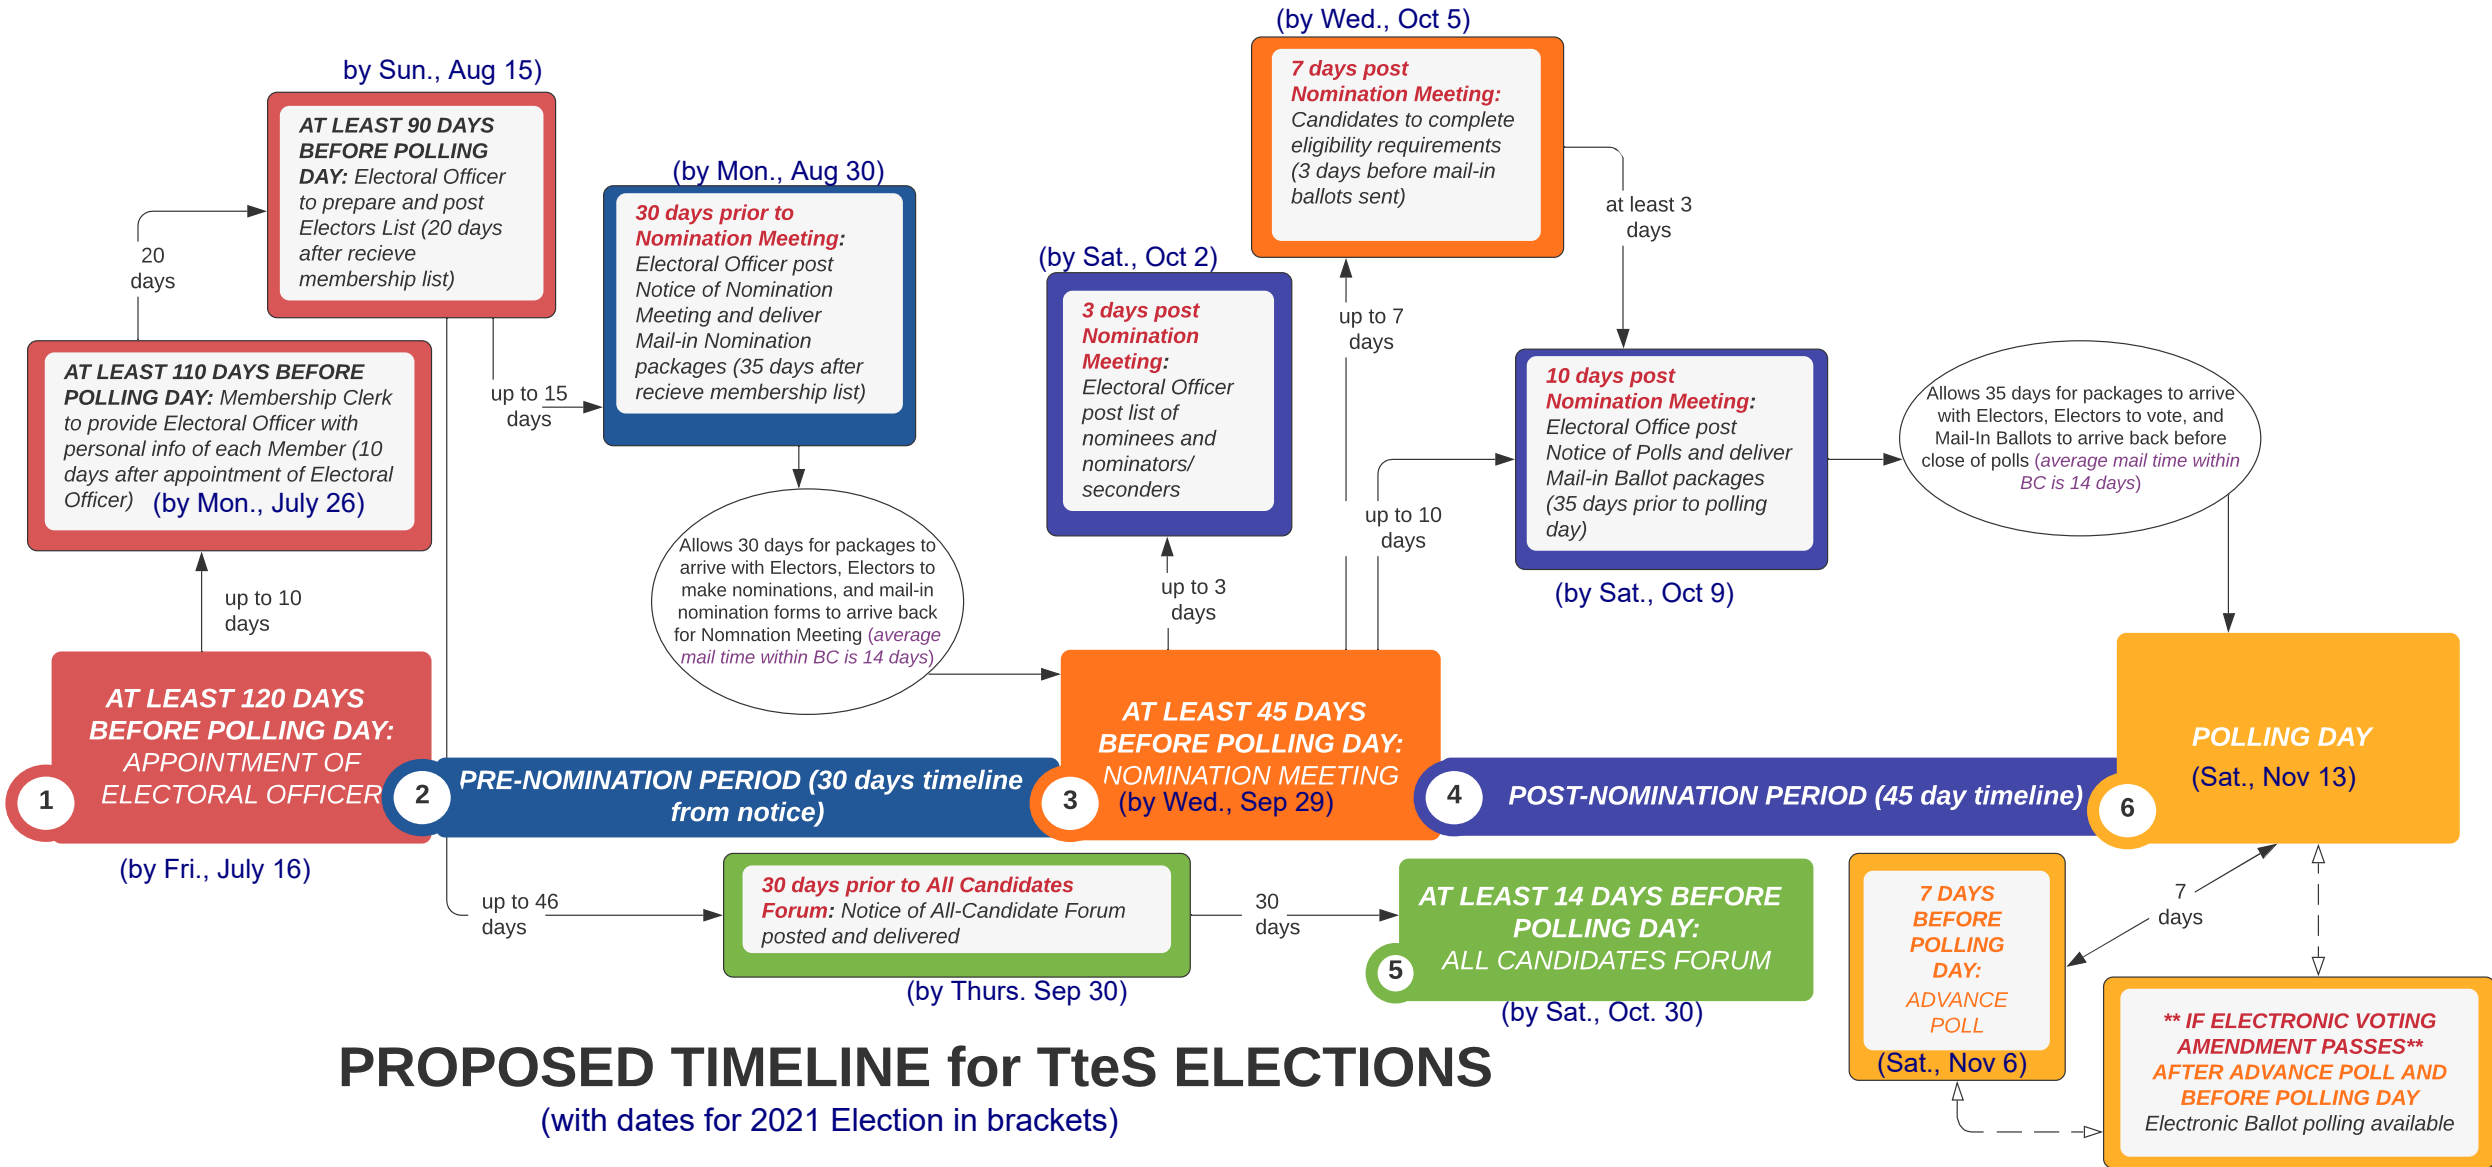 (by Wed., Oct 5)
7 days post
Nomination Meeting:
Candidates to complete
eligibility requirements
(3 days before mail-in
ballots sent)
by Sun., Aug 15)
AT LEAST 90 DAYS
BEFORE POLLING
DAY: Electoral Officer
to prepare and post
Electors List (20 days
after recieve
membership list)
(by Mon., Aug 30)
30 days prior to
Nomination Meeting:
Electoral Officer post
Notice of Nomination
Meeting and deliver
Mail-in Nomination
packages (35 days after
recieve membership list)
at least 3
days
20
days
(by Sat., Oct 2)
3 days post
Nomination
Meeting:
Electoral Officer
post list of
nominees and
nominators/
seconders
up to 7
days
AT LEAST 110 DAYS BEFORE
POLLING DAY: Membership Clerk
to provide Electoral Officer with
personal info of each Member (10
days after appointment of Electoral
Officer)
(by Mon., July 26)
up to 15
days
10 days post
Nomination Meeting:
Electoral Office post
Notice of Polls and deliver
Mail-in Ballot packages
(35 days prior to polling
day)
(by Sat., Oct 9)
Allows 35 days for packages to arrive
with Electors, Electors to vote, and
Mail-In Ballots to arrive back before
close of polls (average mail time within
BC is 14 days)
up to 10
days
Allows 30 days for packages to
arrive with Electors, Electors to
make nominations, and mail-in
nomination forms to arrive back
for Nomnation Meeting (average
mail time within BC is 14 days)
up to 3
days
up to 10
days
AT LEAST 120 DAYS
BEFORE POLLING DAY:
APPOINTMENT OF
ELECTORAL OFFICER
1
(by Fri., July 16)
2
PRE-NOMINATION PERIOD (30 days timeline
from notice)
AT LEAST 45 DAYS
BEFORE POLLING DAY:
NOMINATION MEETING
(by Wed., Sep 29)
3
4
POST-NOMINATION PERIOD (45 day timeline)
POLLING DAY
(Sat., Nov 13)
6
up to 46
days
30 days prior to All Candidates
Forum: Notice of All-Candidate Forum
posted and delivered
(by Thurs. Sep 30)
30
days
AT LEAST 14 DAYS BEFORE
POLLING DAY:
ALL CANDIDATES FORUM
5
(by Sat., Oct. 30)
7 DAYS
BEFORE
POLLING
DAY:
ADVANCE
POLL
(Sat., Nov 6)
7
days
** IF ELECTRONIC VOTING
AMENDMENT PASSES**
AFTER ADVANCE POLL AND
BEFORE POLLING DAY
Electronic Ballot polling available
PROPOSED TIMELINE for TteS ELECTIONS
(with dates for 2021 Election in brackets)